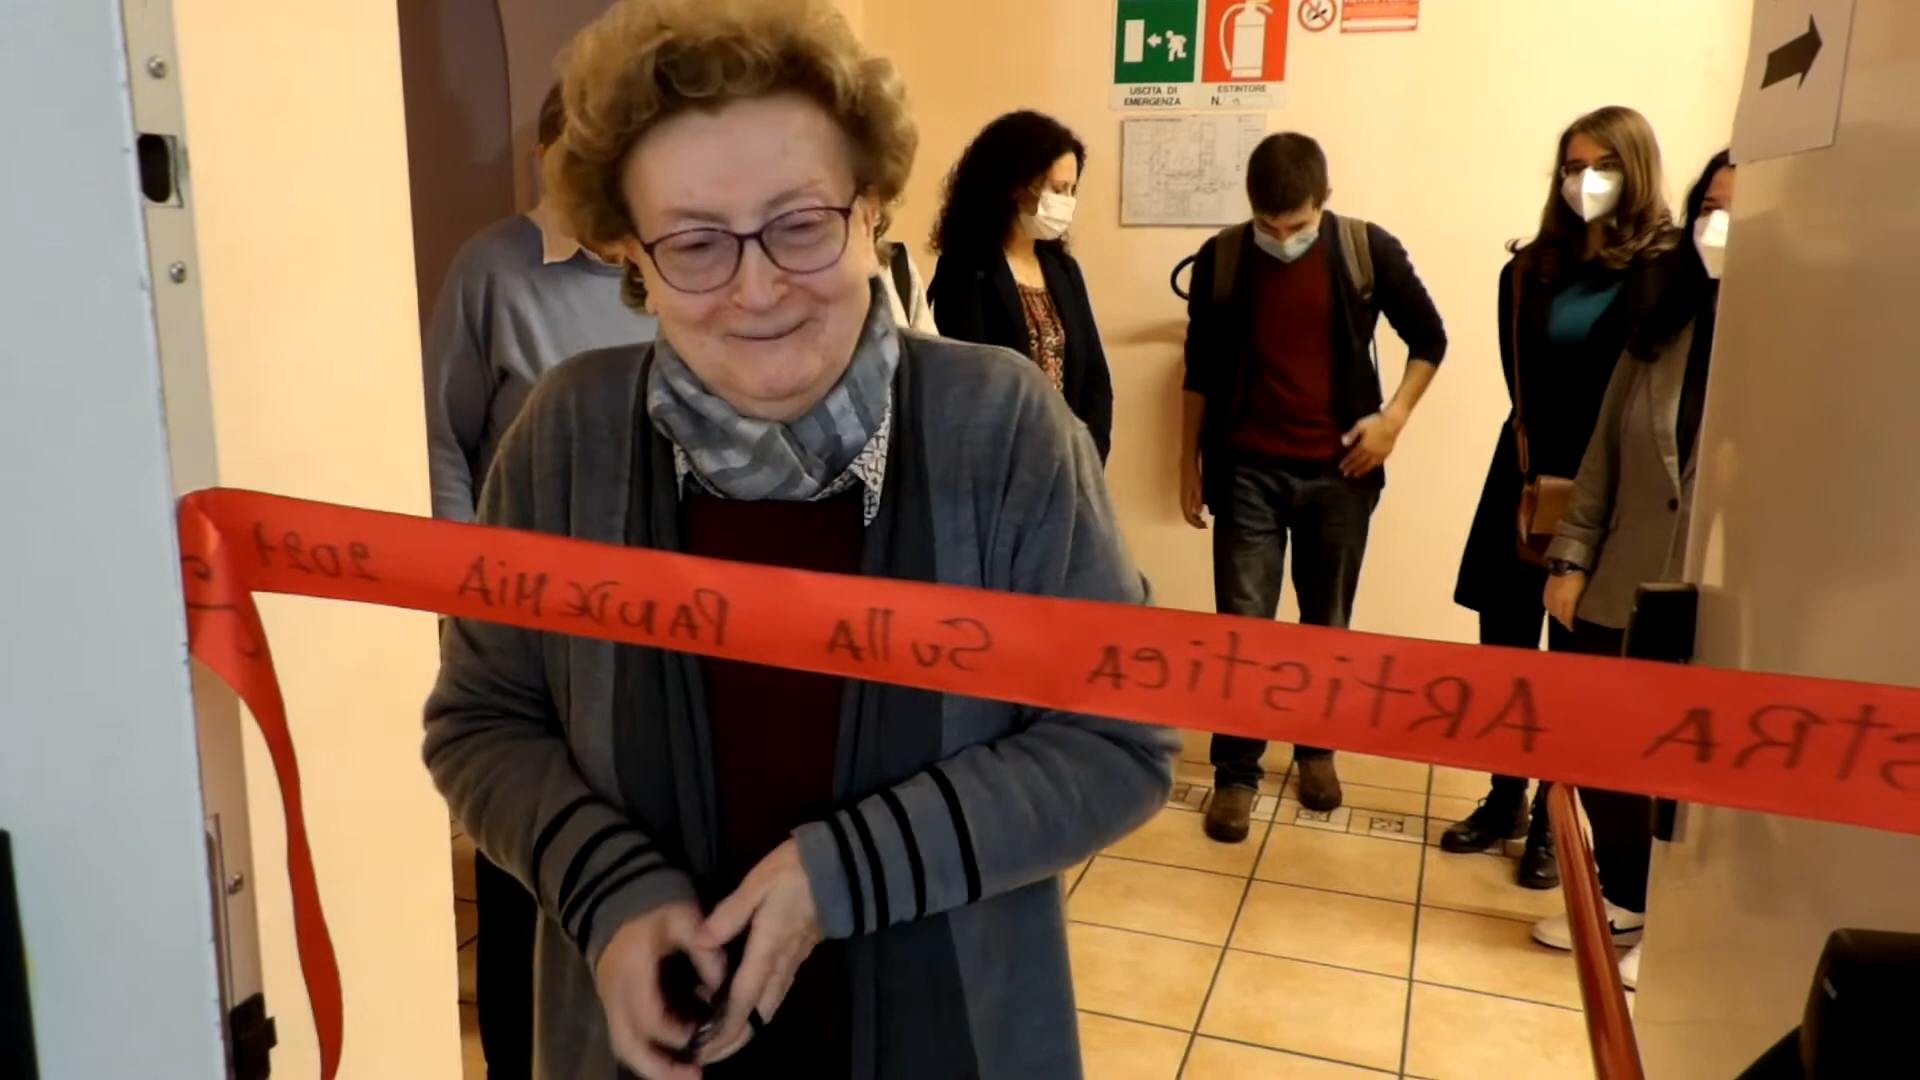 USCITA DI
EMERGENZA
ESTINTORE
N.
STRA ARTISTICA SullA PANDEMIA 2021